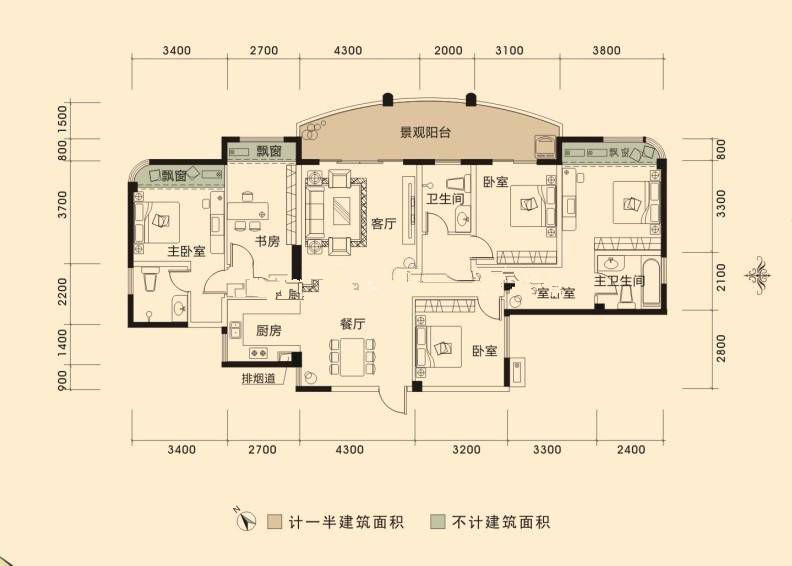 3400 2700 4300 2000 3100 3800
1500
800
3700
2200
1400
900
800
3300
2100
2800
景观阳台
飘窗
飘窗
飘窗
卧室
卫生间
客厅
书房
主卧室
主卫生间
室 室
厨
餐厅
厨房
卧室
排烟道
3400 2700 4300 3200 3300 2400
N
计一半建筑面积
不计建筑面积